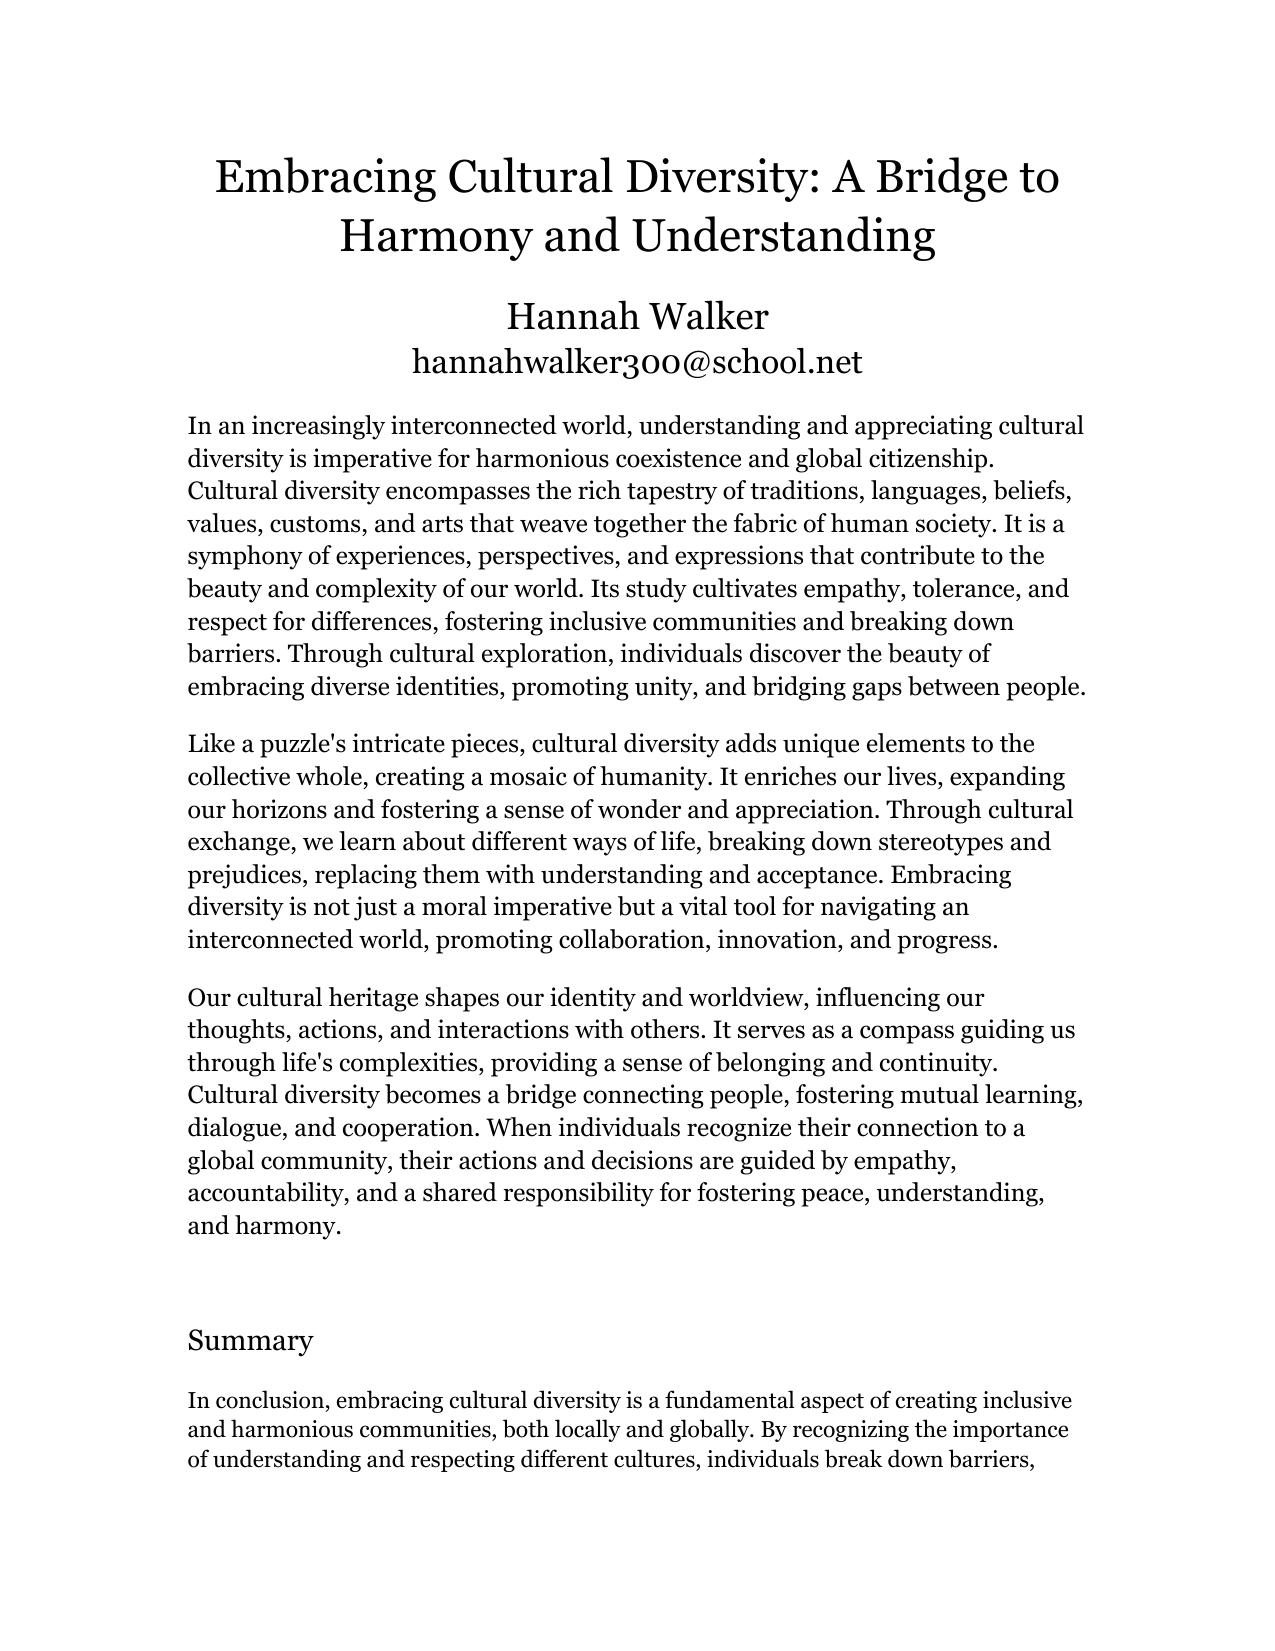 Embracing Cultural Diversity: A Bridge to
Harmony and Understanding
Hannah Walker
hannahwalker300@school.net
In an increasingly interconnected world, understanding and appreciating cultural
diversity is imperative for harmonious coexistence and global citizenship.
Cultural diversity encompasses the rich tapestry of traditions, languages, beliefs,
values, customs, and arts that weave together the fabric of human society. It is a
symphony of experiences, perspectives, and expressions that contribute to the
beauty and complexity of our world. Its study cultivates empathy, tolerance, and
respect for differences, fostering inclusive communities and breaking down
barriers. Through cultural exploration, individuals discover the beauty of
embracing diverse identities, promoting unity, and bridging gaps between people.
Like a puzzle's intricate pieces, cultural diversity adds unique elements to the
collective whole, creating a mosaic of humanity. It enriches our lives, expanding
our horizons and fostering a sense of wonder and appreciation. Through cultural
exchange, we learn about different ways of life, breaking down stereotypes and
prejudices, replacing them with understanding and acceptance. Embracing
diversity is not just a moral imperative but a vital tool for navigating an
interconnected world, promoting collaboration, innovation, and progress.
Our cultural heritage shapes our identity and worldview, influencing our
thoughts, actions, and interactions with others. It serves as a compass guiding us
through life's complexities, providing a sense of belonging and continuity.
Cultural diversity becomes a bridge connecting people, fostering mutual learning,
dialogue, and cooperation. When individuals recognize their connection to a
global community, their actions and decisions are guided by empathy,
accountability, and a shared responsibility for fostering peace, understanding,
and harmony.
Summary
In conclusion, embracing cultural diversity is a fundamental aspect of creating inclusive
and harmonious communities, both locally and globally. By recognizing the importance
of understanding and respecting different cultures, individuals break down barriers,